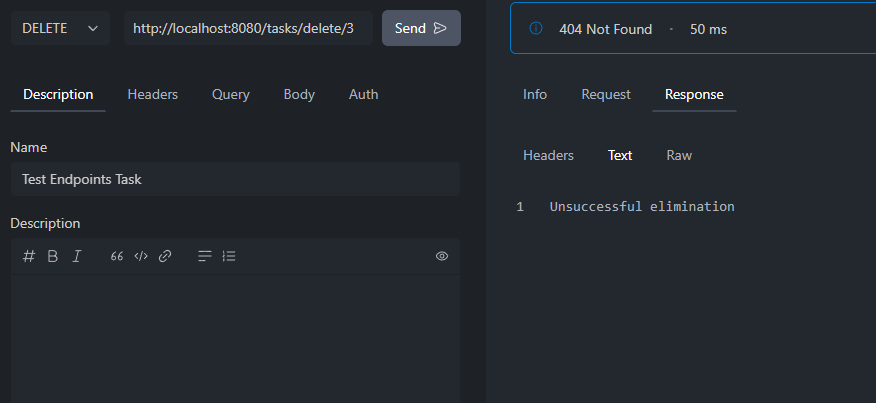 DELETE http://localhost:8080/tasks/delete/3 Send
Description Headers Query Body Auth
Name
Test Endpoints Task
Description
404 Not Found · 50 ms
Info Request Response
Headers Text Raw
1 Unsuccessful elimination